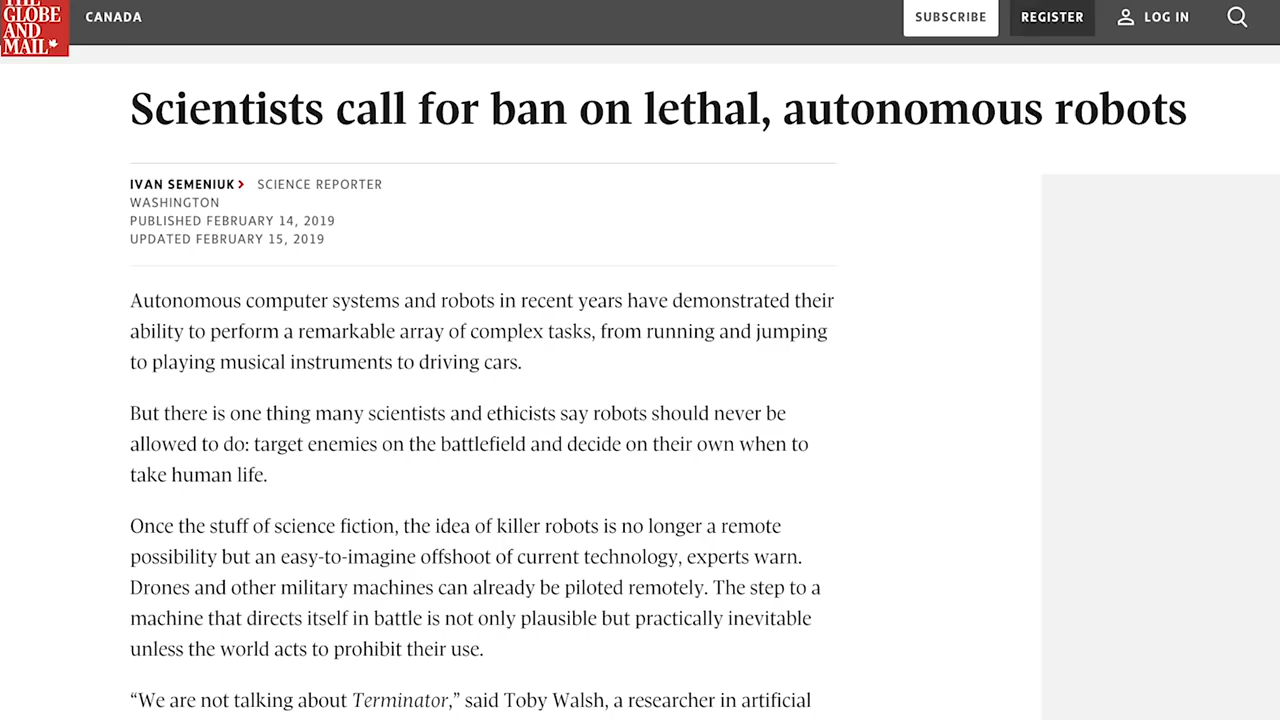 THE
GLOBE
AND
MAIL
CANADA
SUBSCRIBE
REGISTER
LOG IN
Scientists call for ban on lethal, autonomous robots
IVAN SEMENIUK SCIENCE REPORTER
WASHINGTON
PUBLISHED FEBRUARY 14, 2019
UPDATED FEBRUARY 15, 2019
Autonomous computer systems and robots in recent years have demonstrated their
ability to perform a remarkable array of complex tasks, from running and jumping
to playing musical instruments to driving cars.
But there is one thing many scientists and ethicists say robots should never be
allowed to do: target enemies on the battlefield and decide on their own when to
take human life.
Once the stuff of science fiction, the idea of killer robots is no longer a remote
possibility but an easy-to-imagine offshoot of current technology, experts warn.
Drones and other military machines can already be piloted remotely. The step to a
machine that directs itself in battle is not only plausible but practically inevitable
unless the world acts to prohibit their use.
“We are not talking about Terminator,” said Toby Walsh, a researcher in artificial